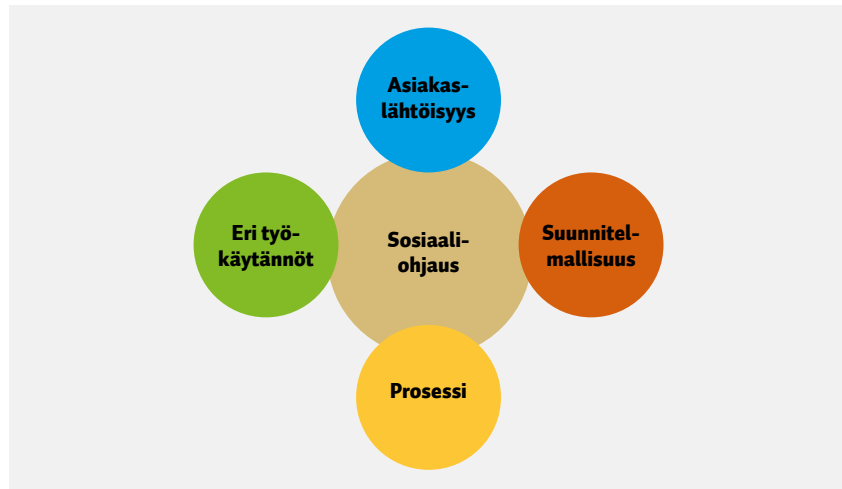 Asiakas-
lähtöisyys
Eri työ-
käytännöt
Sosiaali-
ohjaus
Suunnitel-
mallisuus
Prosessi